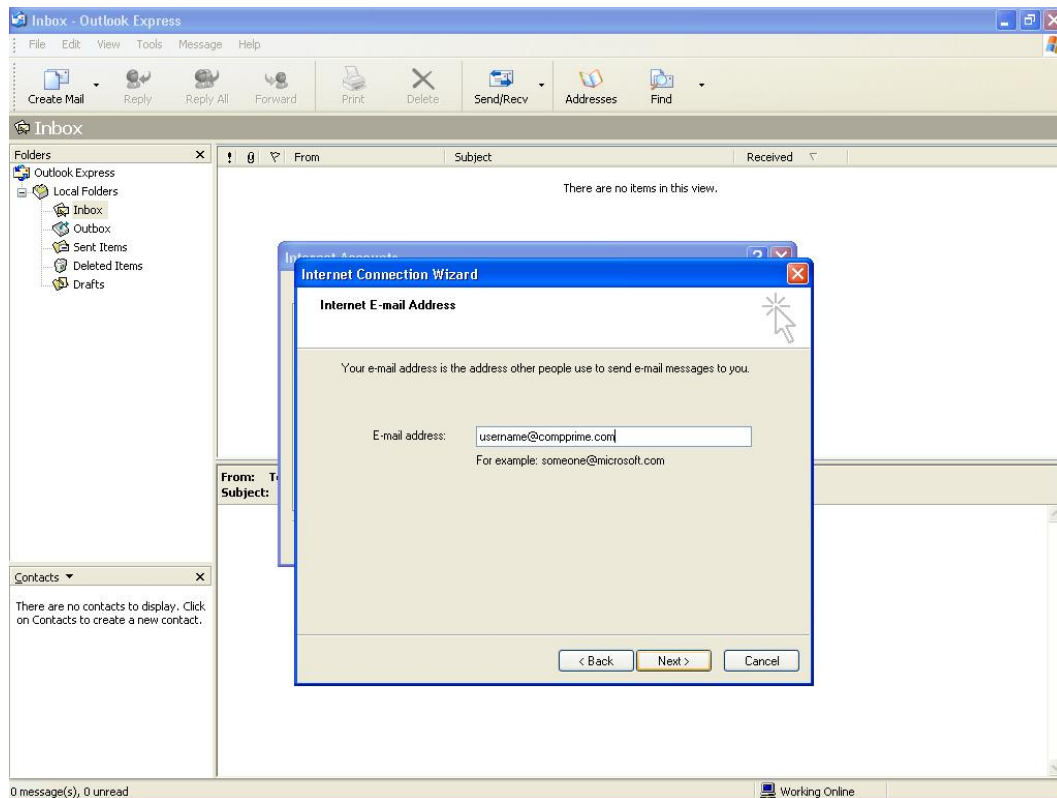 Inbox - Outlook Express
File Edit View Tools Message Help
Create Mail Reply Reply All Forward Print Delete Send/Recv Addresses Find
Inbox
Folders
! From Subject Received
Outlook Express
Local Folders
Inbox
Outbox
Sent Items
Deleted Items
Drafts
There are no items in this view.
Internet Accounts
Internet Connection Wizard
Internet E-mail Address
Your e-mail address is the address other people use to send e-mail messages to you.
E-mail address: username@compprime.com
For example: someone@microsoft.com
From:
Subject:
< Back Next > Cancel
Contacts
There are no contacts to display. Click
on Contacts to create a new contact.
0 message(s), 0 unread
Working Online